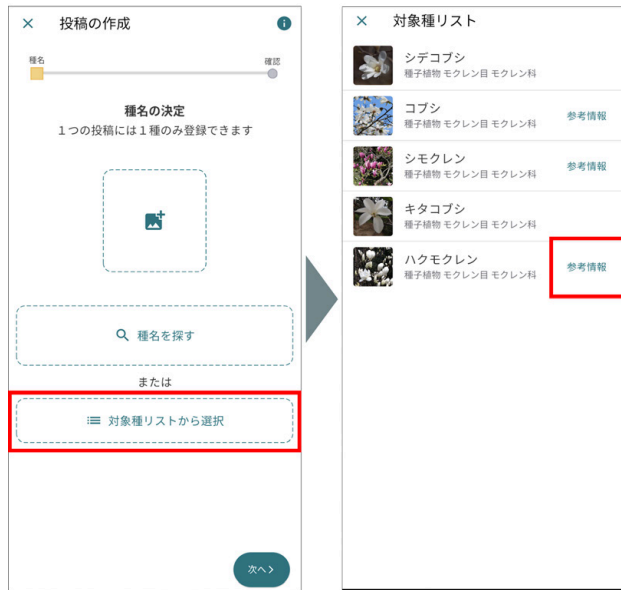 投稿の作成
種名
確認
種名の決定
１つの投稿には１種のみ登録できます
種名を探す
または
対象種リストから選択
次へ
対象種リスト
シデコブシ
種子植物 モクレン目 モクレン科
コブシ
種子植物 モクレン目 モクレン科
参考情報
シモクレン
種子植物 モクレン目 モクレン科
参考情報
キタコブシ
種子植物 モクレン目 モクレン科
ハクモクレン
種子植物 モクレン目 モクレン科
参考情報